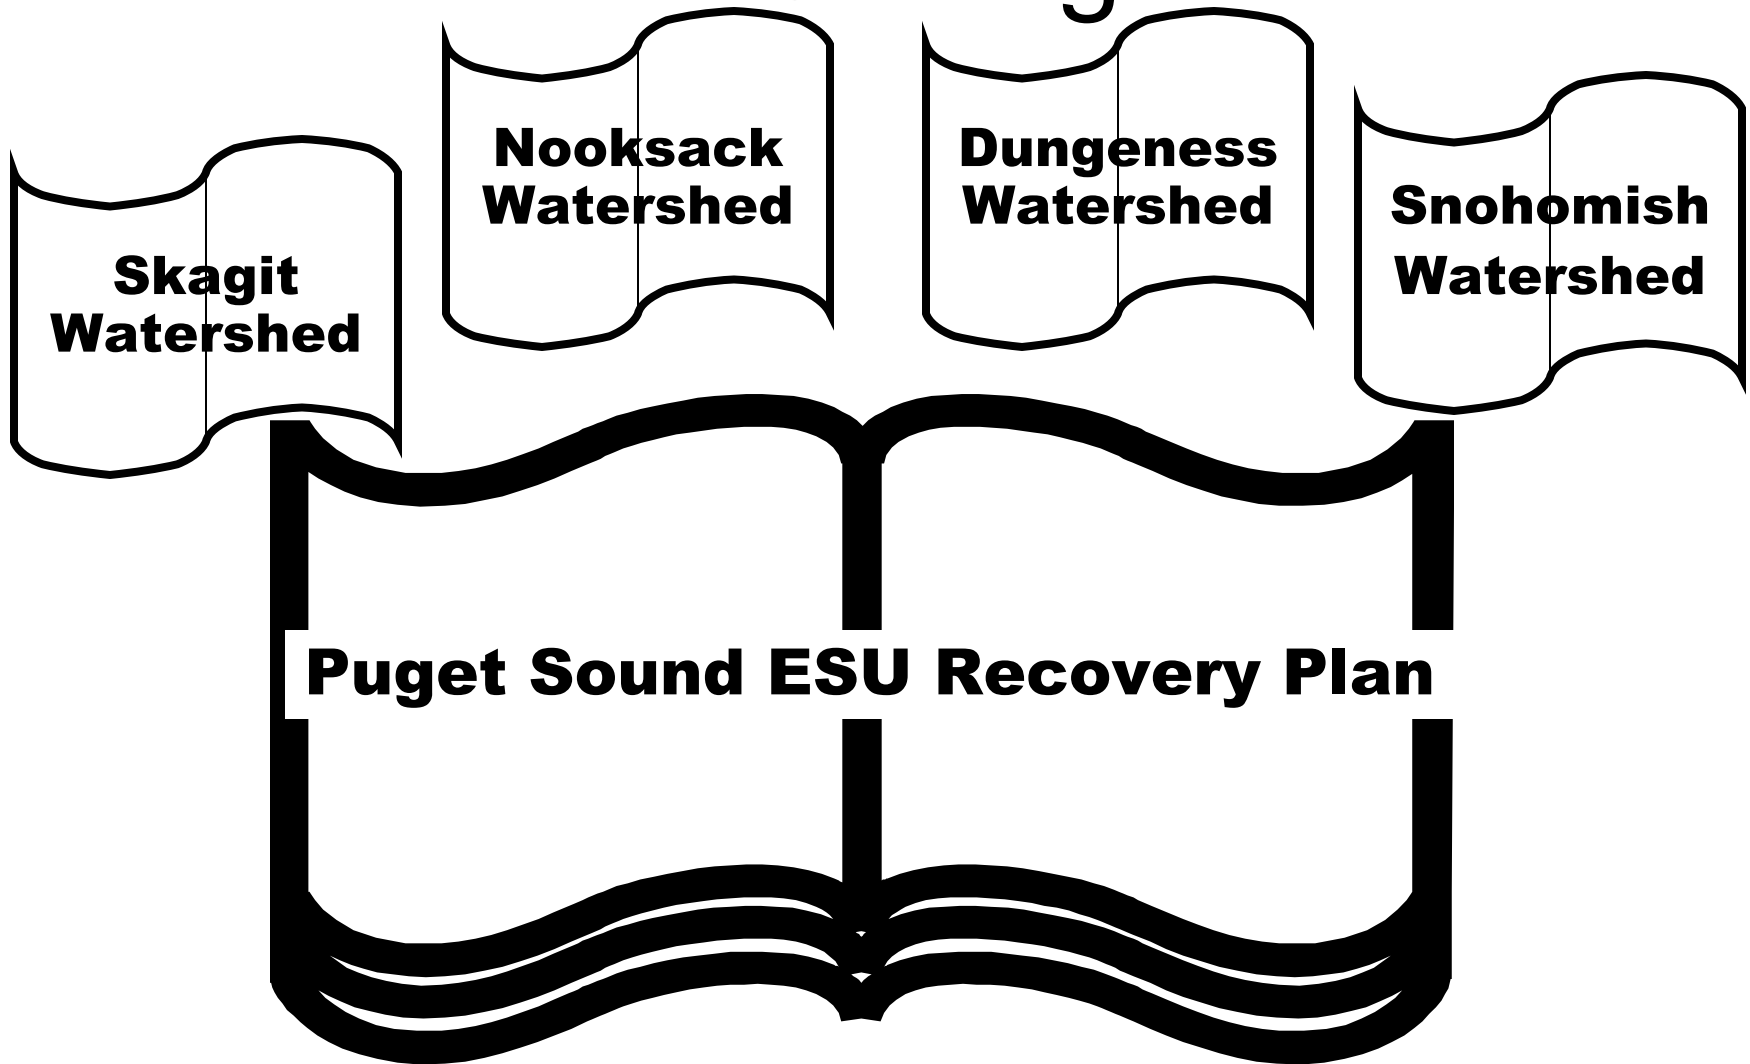 Nooksack
Watershed
Dungeness
Watershed
Snohomish
Watershed
Skagit
Watershed
Puget Sound ESU Recovery Plan